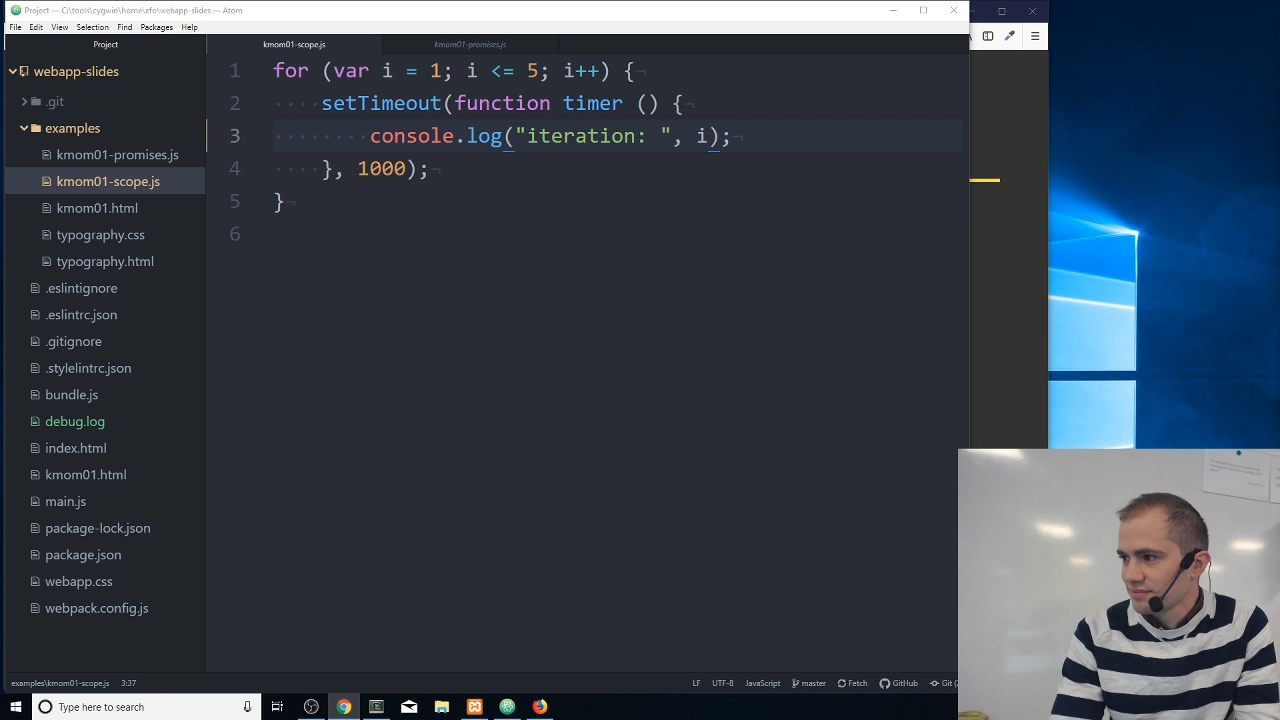 Project — C:\tools\cygwin\home\efo\webapp-slides — Atom
File Edit View Selection Find Packages Help
Project
kmom01-scope.js
kmom01-promises.js
webapp-slides
.git
examples
kmom01-promises.js
kmom01-scope.js
kmom01.html
typography.css
typography.html
.eslintignore
.eslintrc.json
.gitignore
.stylelintrc.json
bundle.js
debug.log
index.html
kmom01.html
main.js
package-lock.json
package.json
webapp.css
webpack.config.js
1 for (var i = 1; i <= 5; i++) {¬
2 ····setTimeout(function timer () {¬
3 ········console.log("iteration: ", i);¬
4 ····}, 1000);¬
5 }¬
6
examples\kmom01-scope.js 3:37
LF UTF-8 JavaScript master Fetch GitHub Git (2
Type here to search